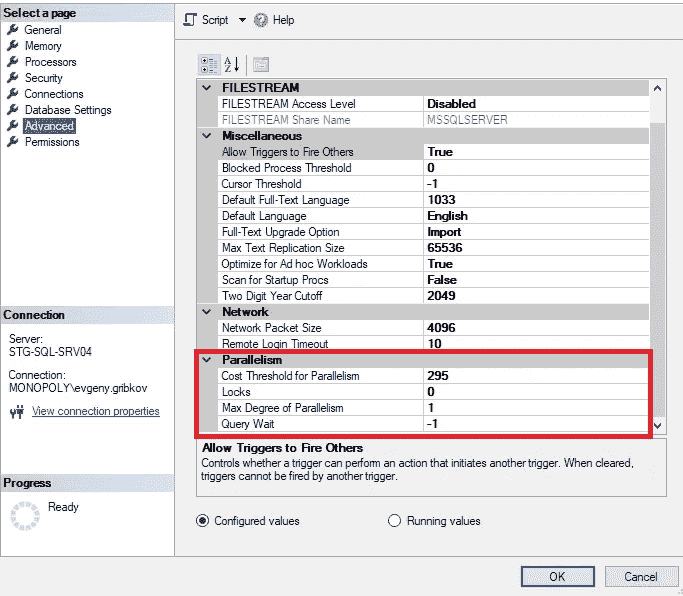 Select a page
General
Memory
Processors
Security
Connections
Database Settings
Advanced
Permissions
Connection
Server:
STG-SQL-SRV04
Connection:
MONOPOLY\evgeny.gribkov
View connection properties
Progress
Ready
Script Help
FILESTREAM
FILESTREAM Access Level Disabled
FILESTREAM Share Name MSSQLSERVER
Miscellaneous
Allow Triggers to Fire Others True
Blocked Process Threshold 0
Cursor Threshold -1
Default Full-Text Language 1033
Default Language English
Full-Text Upgrade Option Import
Max Text Replication Size 65536
Optimize for Ad hoc Workloads True
Scan for Startup Procs False
Two Digit Year Cutoff 2049
Network
Network Packet Size 4096
Remote Login Timeout 10
Parallelism
Cost Threshold for Parallelism 295
Locks 0
Max Degree of Parallelism 1
Query Wait -1
Allow Triggers to Fire Others
Controls whether a trigger can perform an action that initiates another trigger. When cleared,
triggers cannot be fired by another trigger.
Configured values Running values
OK Cancel